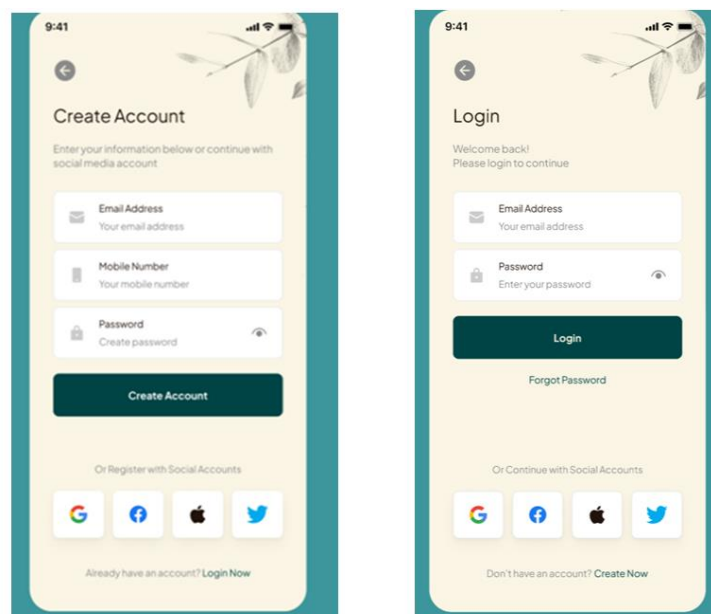 9:41
Create Account
Enter your information below or continue with
social media account
Email Address
Your email address
Mobile Number
Your mobile number
Password
Create password
Create Account
Or Register with Social Accounts
Already have an account? Login Now
9:41
Login
Welcome back!
Please login to continue
Email Address
Your email address
Password
Enter your password
Login
Forgot Password
Or Continue with Social Accounts
Don't have an account? Create Now